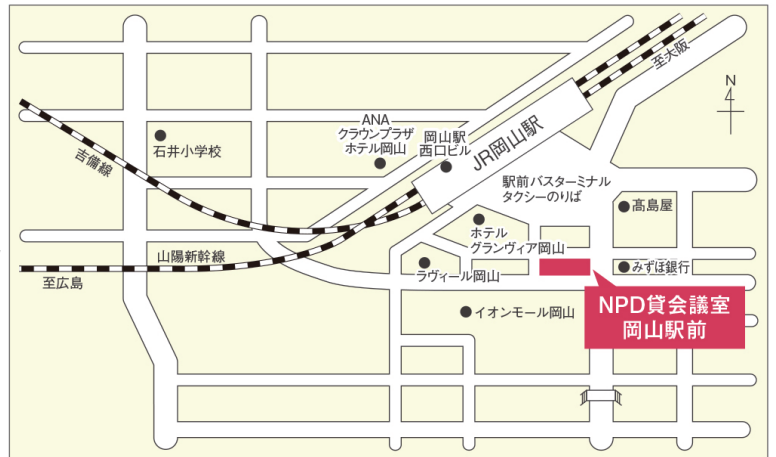 至大阪
N
ANA
クラウンプラザ
ホテル岡山
岡山駅
西口ビル
JR岡山駅
石井小学校
吉備線
駅前バスターミナル
タクシーのりば
髙島屋
ホテル
グランヴィア岡山
山陽新幹線
ラヴィール岡山
みずほ銀行
至広島
NPD貸会議室
岡山駅前
イオンモール岡山